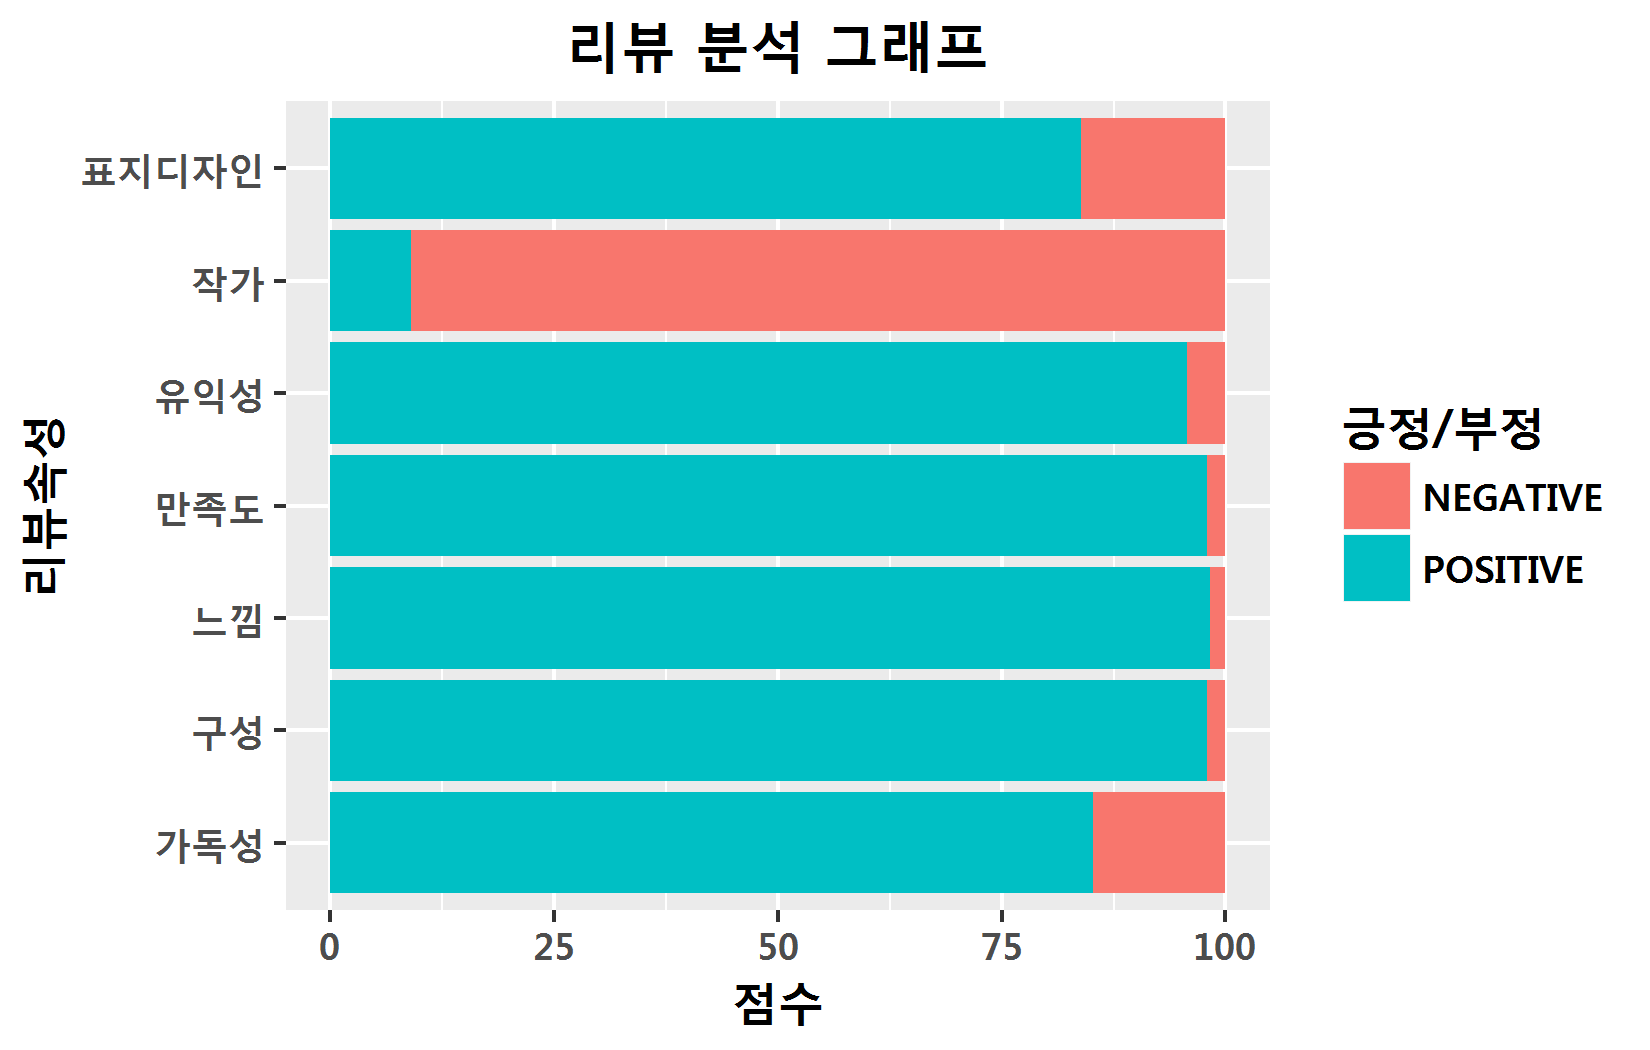 리뷰 분석 그래프
리뷰속성
표지디자인
작가
유익성
만족도
느낌
구성
가독성
0 25 50 75 100
점수
긍정/부정
NEGATIVE
POSITIVE